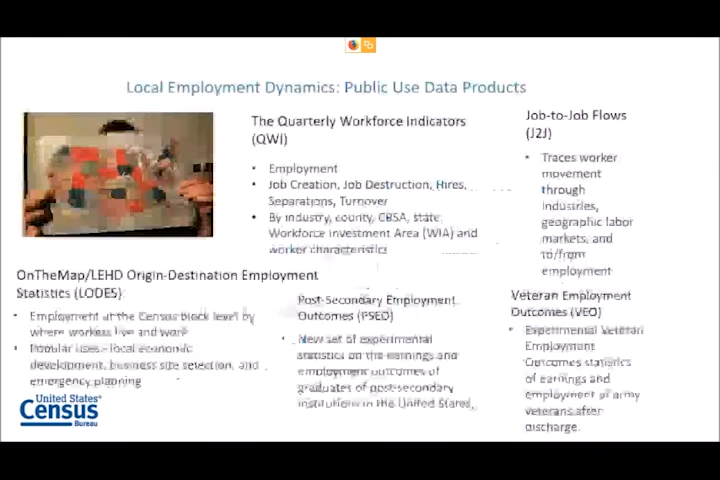 Local Employment Dynamics: Public Use Data Products
The Quarterly Workforce Indicators
(QWI)
• Employment
• Job Creation, Job Destruction, Hires,
Separations, Turnover
• By industry, county, CBSA, state,
Workforce Investment Area (WIA) and
worker characteristics
Job-to-Job Flows
(J2J)
• Traces worker
movement
through
industries,
geographic labor
markets, and
to/from
employment
OnTheMap/LEHD Origin-Destination Employment
Statistics (LODES)
• Employment at the Census block level by
where workers live and work
• Popular uses - local economic
development, business site selection, and
emergency planning
Post-Secondary Employment
Outcomes (PSEO)
• New set of experimental
statistics on the earnings and
employment outcomes of
graduates of post-secondary
institutions in the United States.
Veteran Employment
Outcomes (VEO)
• Experimental Veteran
Employment
Outcomes statistics
of earnings and
employment of army
veterans after
discharge.
United States®
Census
Bureau